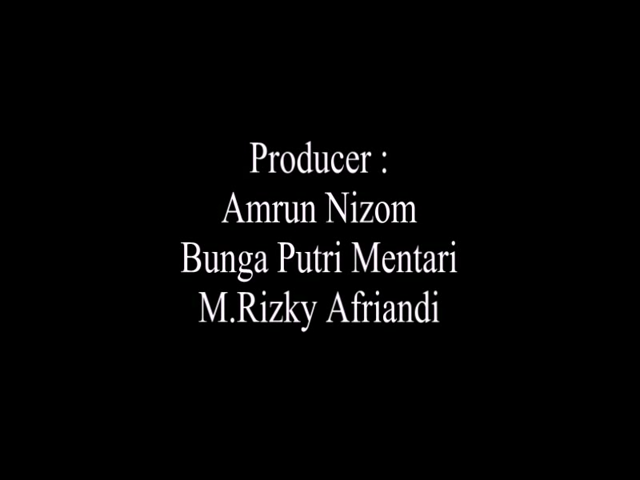 Producer :
Amrun Nizom
Bunga Putri Mentari
M.Rizky Afriandi